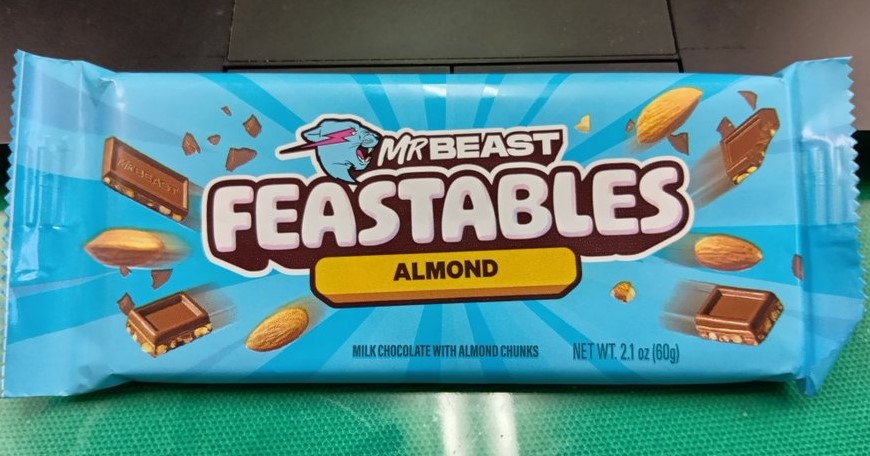 MRBEAST
FEASTABLES
ALMOND
MILK CHOCOLATE WITH ALMOND CHUNKS
NET WT. 2.1 oz (60g)